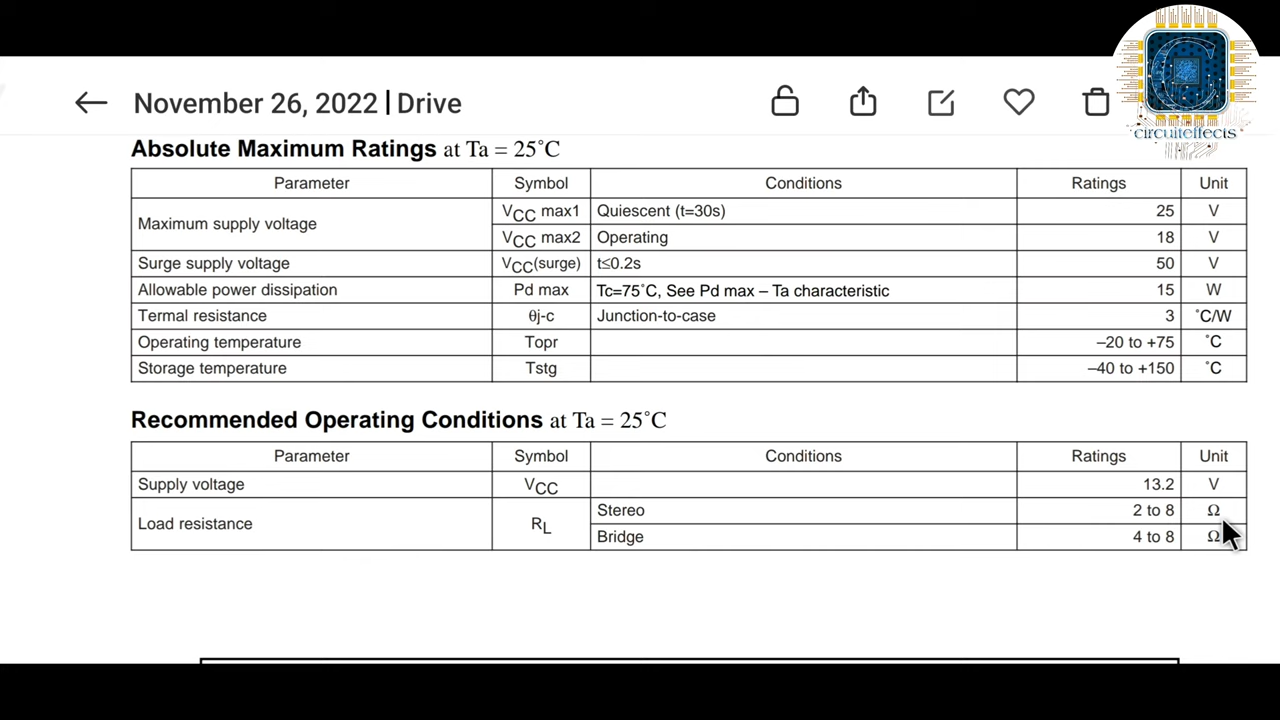 November 26, 2022 | Drive
circuiteffects
Absolute Maximum Ratings at Ta = 25˚C
Parameter Symbol Conditions Ratings Unit
Maximum supply voltage VCC max1 Quiescent (t=30s) 25 V
VCC max2 Operating 18 V
Surge supply voltage VCC(surge) t≤0.2s 50 V
Allowable power dissipation Pd max Tc=75˚C, See Pd max – Ta characteristic 15 W
Termal resistance θj-c Junction-to-case 3 ˚C/W
Operating temperature Topr –20 to +75 ˚C
Storage temperature Tstg –40 to +150 ˚C
Recommended Operating Conditions at Ta = 25˚C
Parameter Symbol Conditions Ratings Unit
Supply voltage VCC 13.2 V
Load resistance RL Stereo 2 to 8 Ω
Bridge 4 to 8 Ω